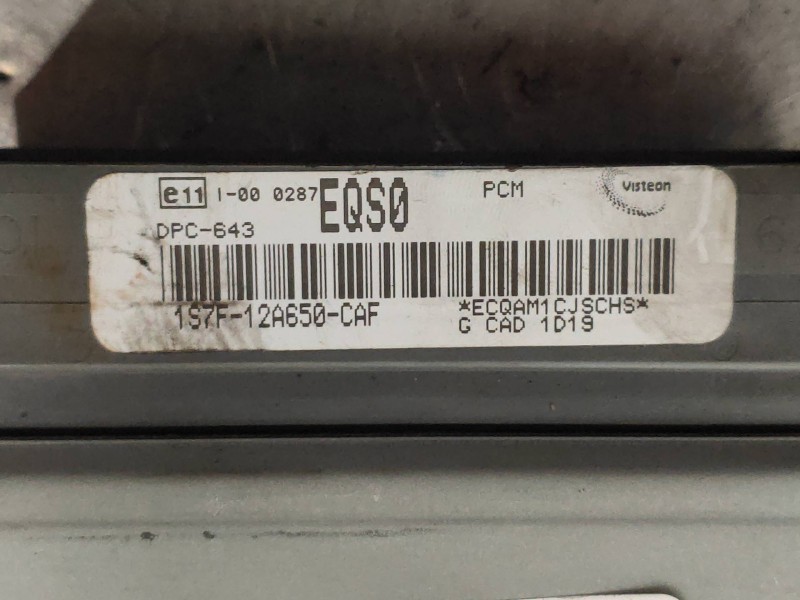 e11 I-00 0287 EQS0 PCM Visteon
DPC-643
1S7F-12A650-CAF *ECQAM1CJSCHS*
G CAD 1D19